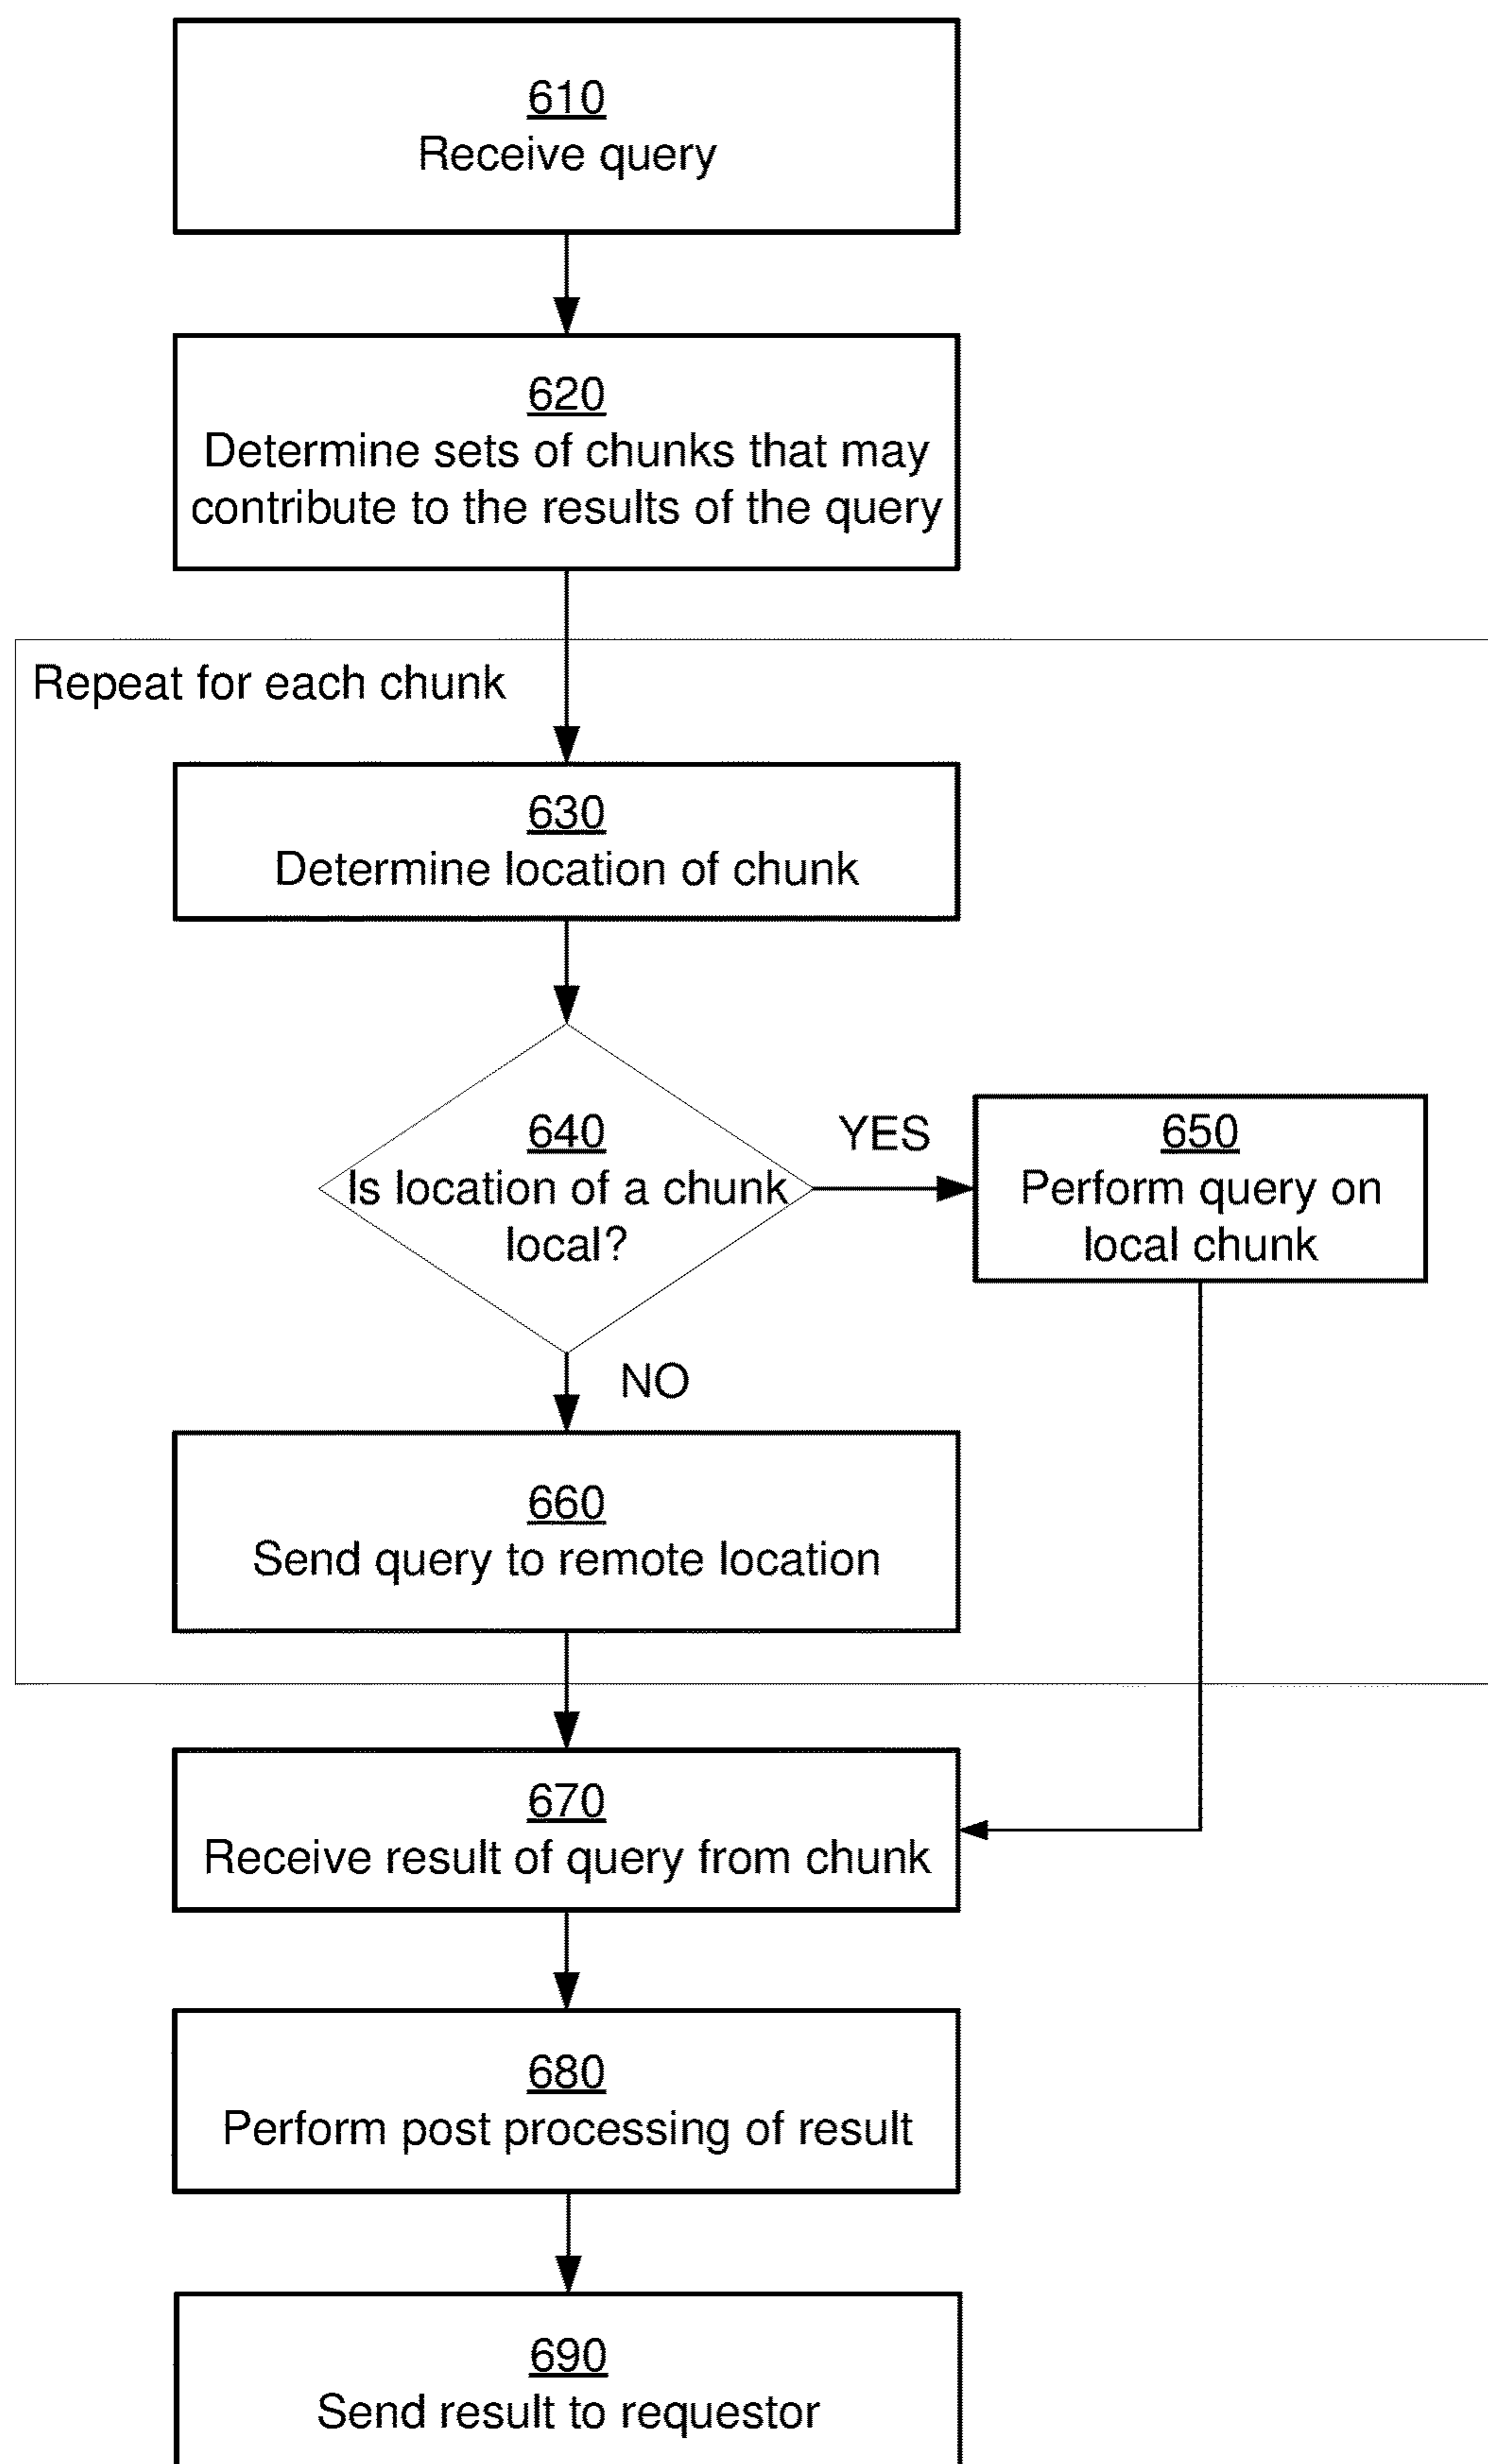 610
Receive query
620
Determine sets of chunks that may
contribute to the results of the query
Repeat for each chunk
630
Determine location of chunk
640
Is location of a chunk
local?
YES
650
Perform query on
local chunk
NO
660
Send query to remote location
670
Receive result of query from chunk
680
Perform post processing of result
690
Send result to requestor